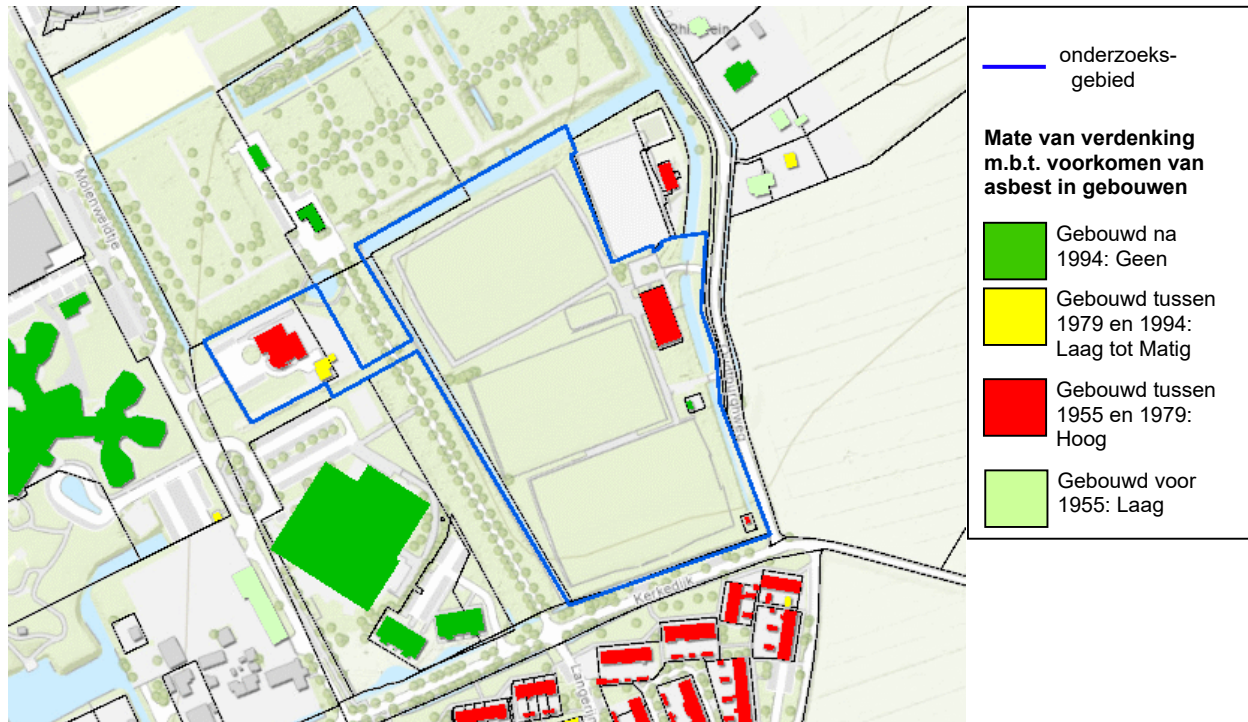 Molenweidtje
Kerkedijk
onderzoeks-
gebied
Mate van verdenking
m.b.t. voorkomen van
asbest in gebouwen
Gebouwd na
1994: Geen
Gebouwd tussen
1979 en 1994:
Laag tot Matig
Gebouwd tussen
1955 en 1979:
Hoog
Gebouwd voor
1955: Laag